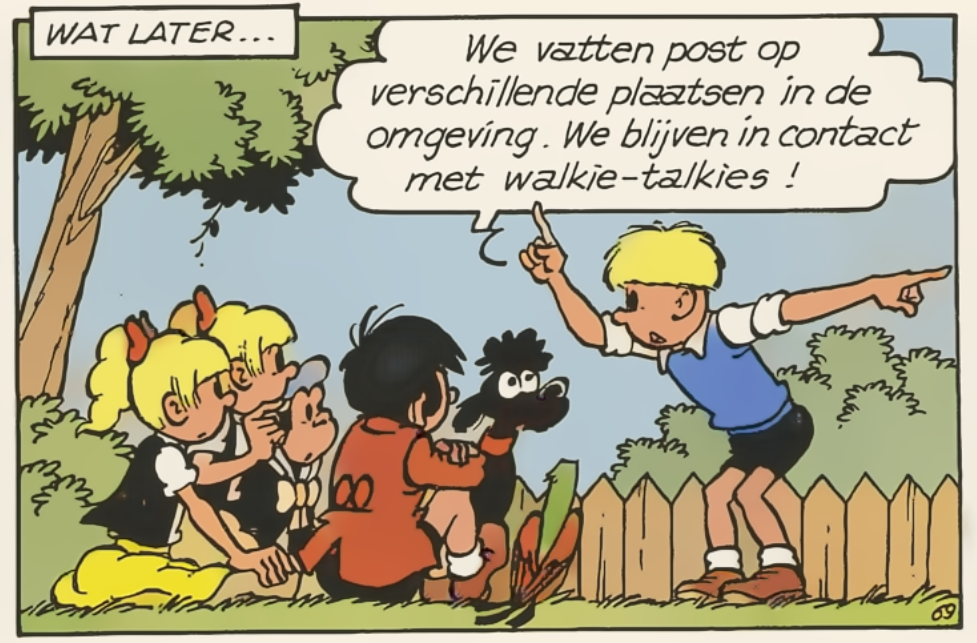 WAT LATER...
We vatten post op
verschillende plaatsen in de
omgeving. We blijven in contact
met walkie-talkies !
69